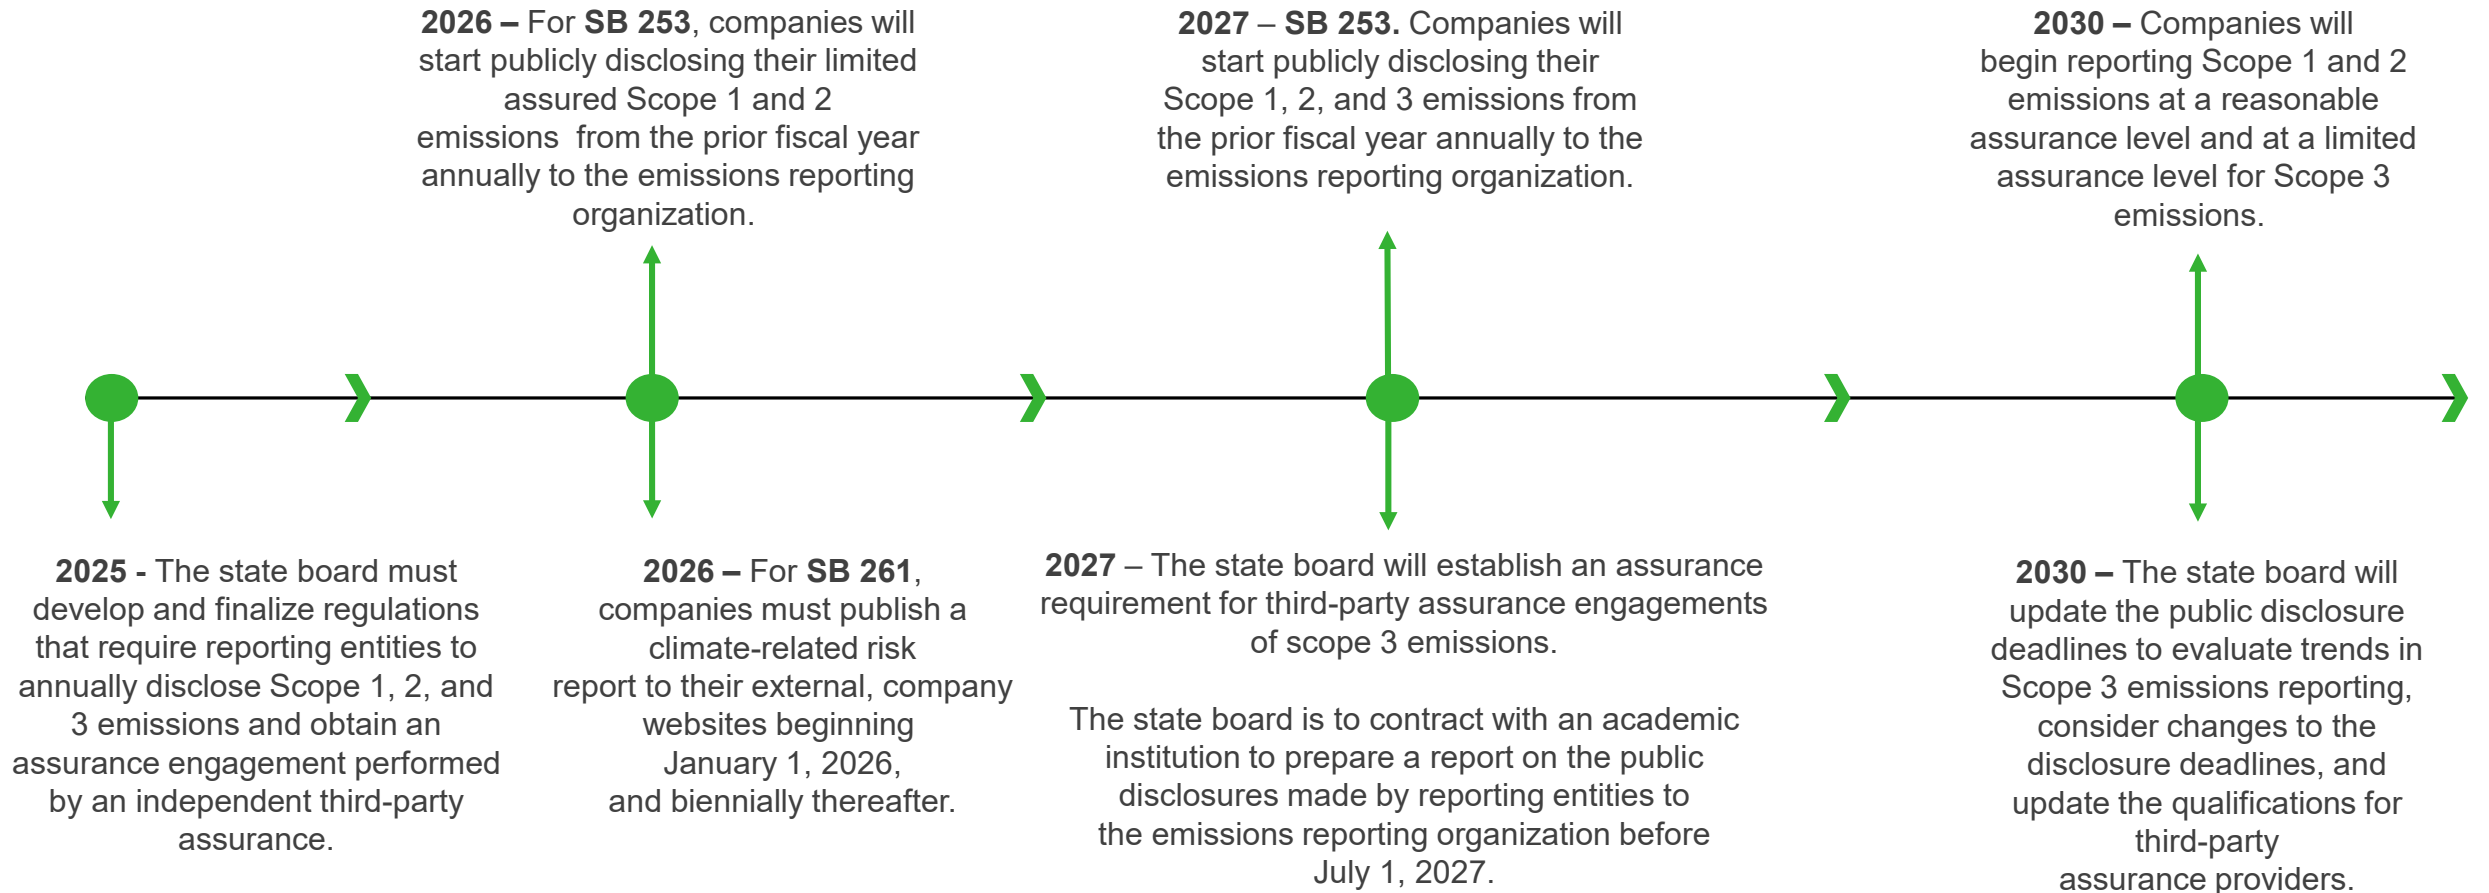 2026 – For SB 253, companies will
start publicly disclosing their limited
assured Scope 1 and 2
emissions  from the prior fiscal year
annually to the emissions reporting
organization.
2027 – SB 253. Companies will
start publicly disclosing their
Scope 1, 2, and 3 emissions from
the prior fiscal year annually to the
emissions reporting organization.
2030 – Companies will
begin reporting Scope 1 and 2
emissions at a reasonable
assurance level and at a limited
assurance level for Scope 3
emissions.
2025 - The state board must
develop and finalize regulations
that require reporting entities to
annually disclose Scope 1, 2, and
3 emissions and obtain an
assurance engagement performed
by an independent third-party
assurance.
2026 – For SB 261,
companies must publish a
climate-related risk
report to their external, company
websites beginning
January 1, 2026,
and biennially thereafter.
2027 – The state board will establish an assurance
requirement for third-party assurance engagements
of scope 3 emissions.
The state board is to contract with an academic
institution to prepare a report on the public
disclosures made by reporting entities to
the emissions reporting organization before
July 1, 2027.
2030 – The state board will
update the public disclosure
deadlines to evaluate trends in
Scope 3 emissions reporting,
consider changes to the
disclosure deadlines, and
update the qualifications for
third-party
assurance providers.